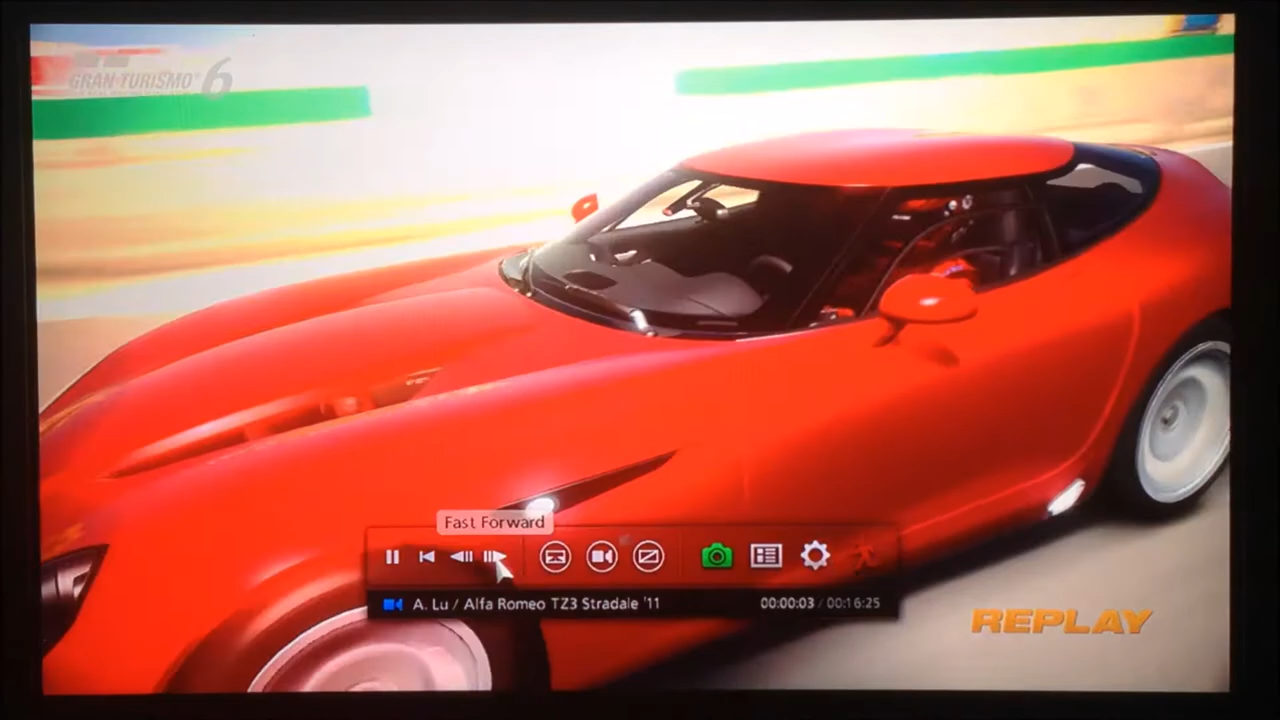 GRAN TURISMO 6
Fast Forward
A. Lu / Alfa Romeo TZ3 Stradale '11
00:00:03 / 00:16:25
REPLAY